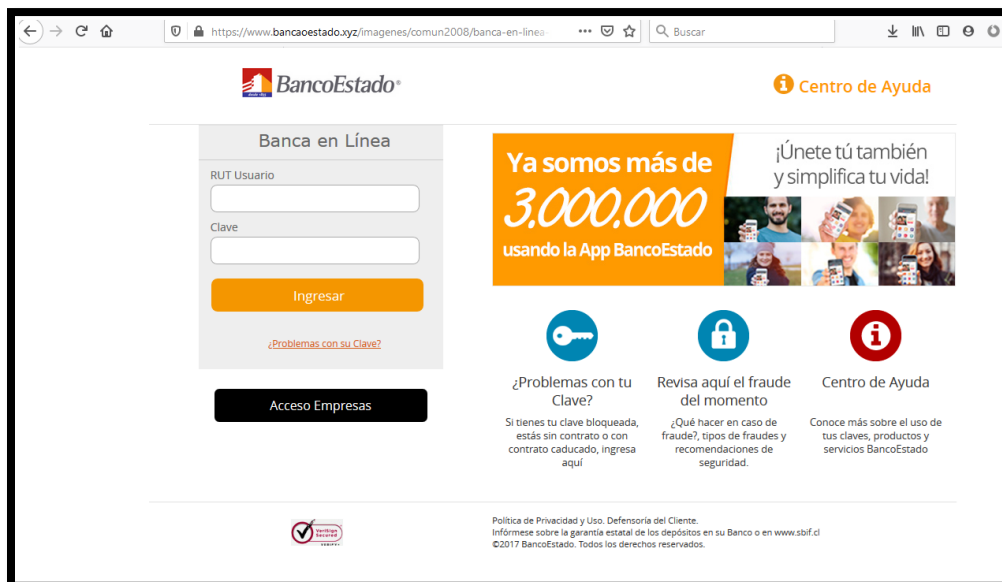 https://www.bancaoestado.xyz/imagenes/comun2008/banca-en-linea-
Buscar
BancoEstado®
Centro de Ayuda
Banca en Línea
RUT Usuario
Clave
Ingresar
¿Problemas con su Clave?
Acceso Empresas
Ya somos más de
3.000.000
usando la App BancoEstado
¡Únete tú también
y simplifica tu vida!
¿Problemas con tu
Clave?
Si tienes tu clave bloqueada,
estás sin contrato o con
contrato caducado, ingresa
aquí
Revisa aquí el fraude
del momento
¿Qué hacer en caso de
fraude?, tipos de fraudes y
recomendaciones de
seguridad.
Centro de Ayuda
Conoce más sobre el uso de
tus claves, productos y
servicios BancoEstado
VeriSign
Secured
VERIFY
Política de Privacidad y Uso. Defensoría del Cliente.
Infórmese sobre la garantía estatal de los depósitos en su Banco o en www.sbif.cl
©2017 BancoEstado. Todos los derechos reservados.